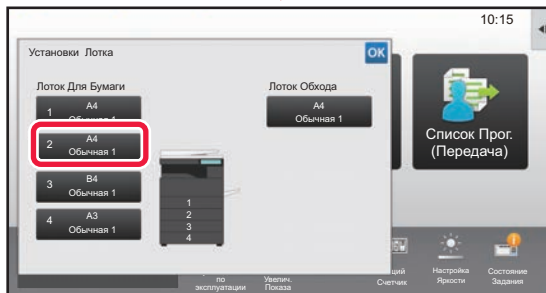 10:15
Установки Лотка
OK
Лоток Для Бумаги
Лоток Обхода
1 A4
Обычная 1
A4
Обычная 1
2 A4
Обычная 1
3 B4
Обычная 1
4 A3
Обычная 1
1
2
3
4
Список Прог.
(Передача)
по
эксплуатации
Увелич.
Показа
Счетчик
Настройка
Яркости
Состояние
Задания